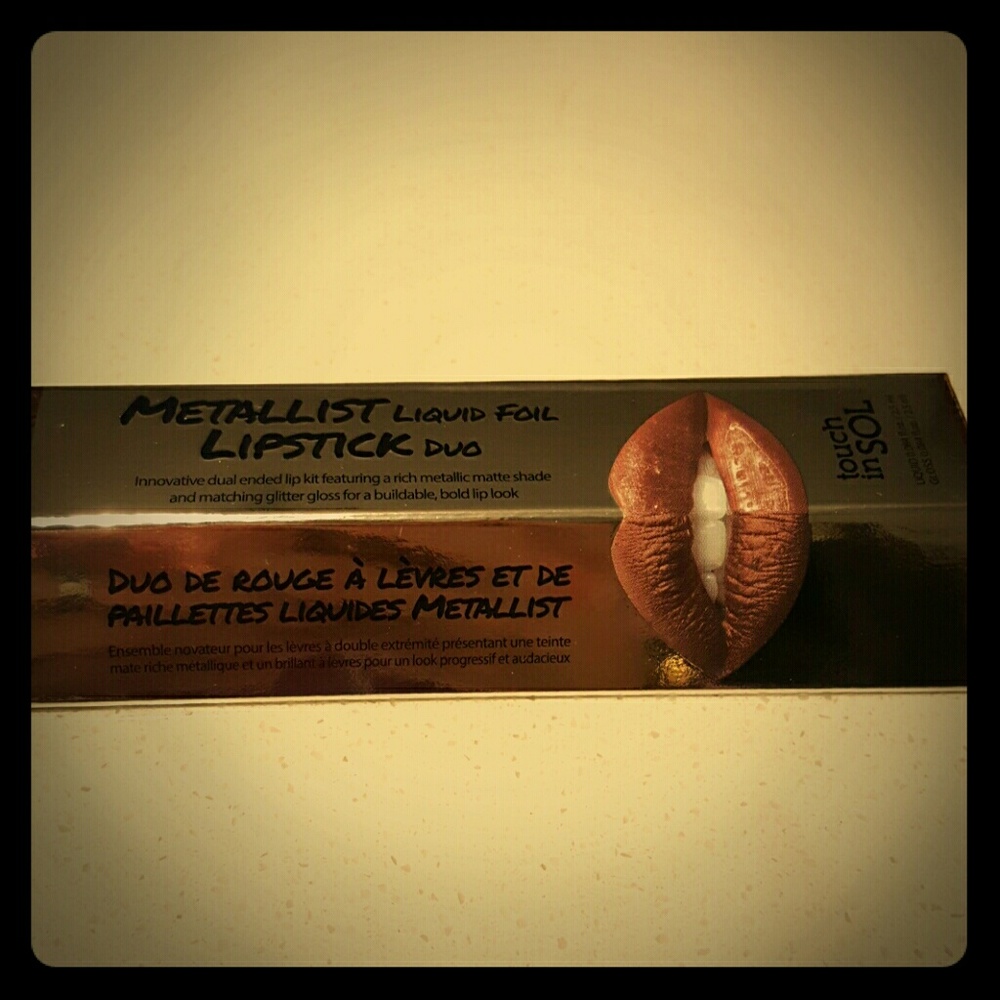 METALLIST LIQUID FOIL
LIPSTICK DUO
Innovative dual ended lip kit featuring a rich metallic matte shade
and matching glitter gloss for a buildable, bold lip look
DUO DE ROUGE À LÈVRES ET DE
PAILLETTES LIQUIDES METALLIST
Ensemble novateur pour les lèvres à double extrémité présentant une teinte
mate riche métallique et un brillant à lèvres pour un look progressif et audacieux
touch
in SOL